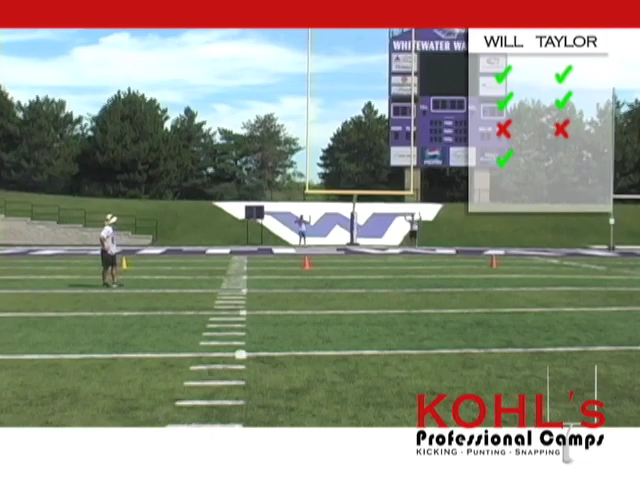 WILL TAYLOR
WHITEWATER WA
W
KOHL's
Professional Camps
KICKING - PUNTING - SNAPPING